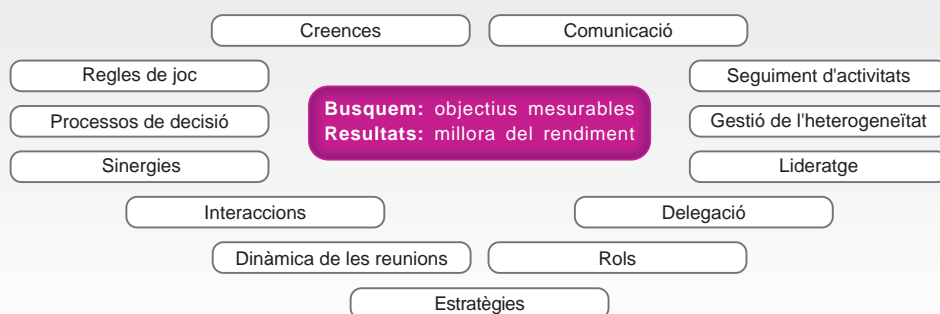 Creences
Comunicació
Regles de joc
Seguiment d'activitats
Busquem: objectius mesurables
Resultats: millora del rendiment
Processos de decisió
Gestió de l'heterogeneïtat
Sinergies
Lideratge
Interaccions
Delegació
Dinàmica de les reunions
Rols
Estratègies